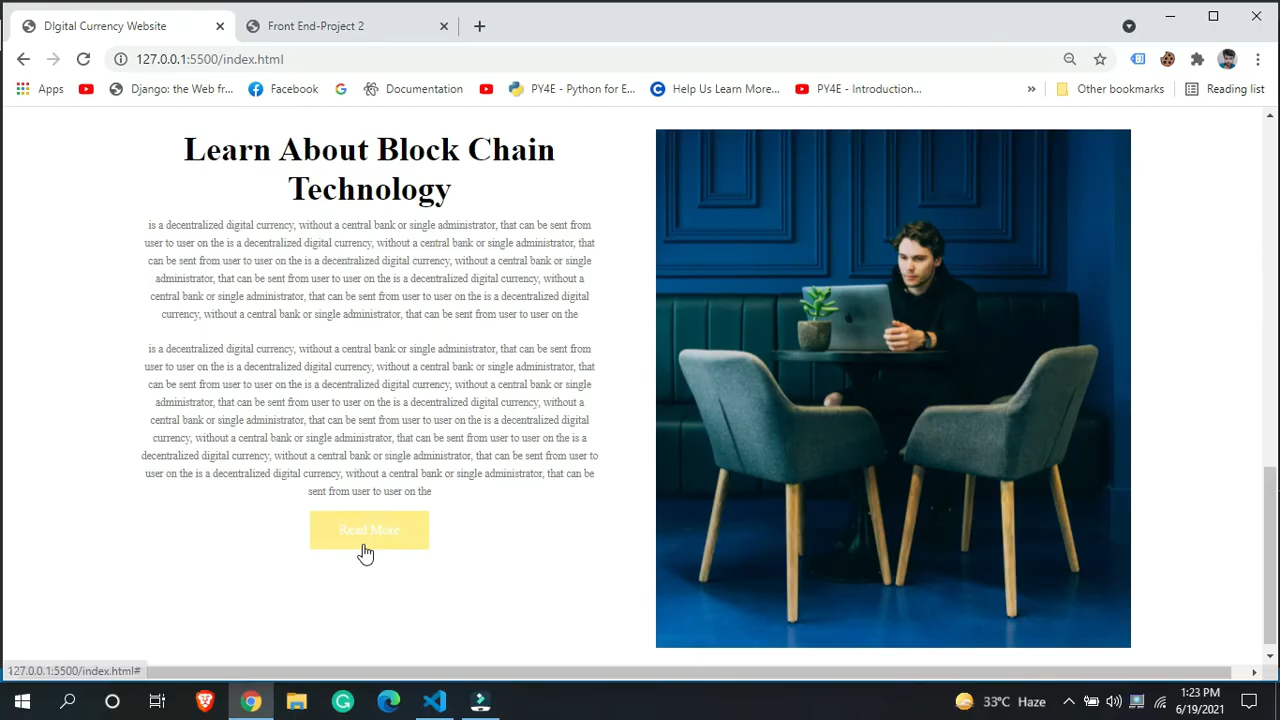 DIgital Currency Website
Front End-Project 2
127.0.0.1:5500/index.html
Apps
Django: the Web fr...
Facebook
Documentation
PY4E - Python for E...
Help Us Learn More...
PY4E - Introduction...
»
Other bookmarks
Reading list
Learn About Block Chain
Technology
is a decentralized digital currency, without a central bank or single administrator, that can be sent from
user to user on the is a decentralized digital currency, without a central bank or single administrator, that
can be sent from user to user on the is a decentralized digital currency, without a central bank or single
administrator, that can be sent from user to user on the is a decentralized digital currency, without a
central bank or single administrator, that can be sent from user to user on the is a decentralized digital
currency, without a central bank or single administrator, that can be sent from user to user on the
is a decentralized digital currency, without a central bank or single administrator, that can be sent from
user to user on the is a decentralized digital currency, without a central bank or single administrator, that
can be sent from user to user on the is a decentralized digital currency, without a central bank or single
administrator, that can be sent from user to user on the is a decentralized digital currency, without a
central bank or single administrator, that can be sent from user to user on the is a decentralized digital
currency, without a central bank or single administrator, that can be sent from user to user on the is a
decentralized digital currency, without a central bank or single administrator, that can be sent from user to
user on the is a decentralized digital currency, without a central bank or single administrator, that can be
sent from user to user on the
Read More
127.0.0.1:5500/index.html#
33°C Haze
1:23 PM
6/19/2021